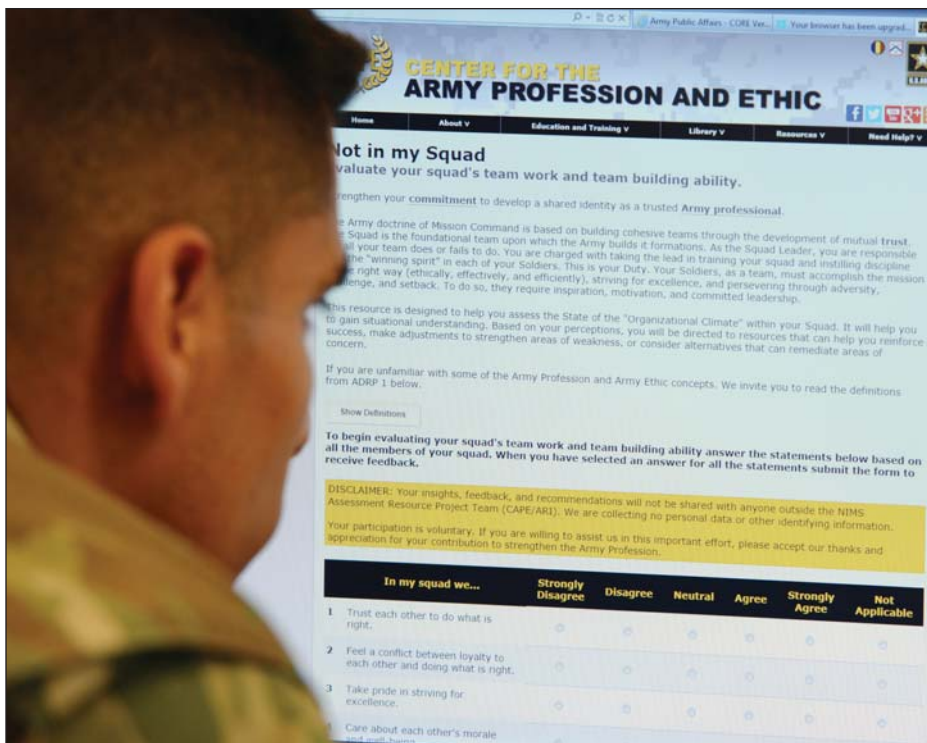 Army Public Affairs - CORE Ver...
Your browser has been upgrad...
CENTER FOR THE
ARMY PROFESSION AND ETHIC
Home About v Education and Training v Library v Resources v Need Help? v
Not in my Squad
valuate your squad's team work and team building ability.
rengthen your commitment to develop a shared identity as a trusted Army professional.
e Army doctrine of Mission Command is based on building cohesive teams through the development of mutual trust.
Squad is the foundational team upon which the Army builds it formations. As the Squad Leader, you are responsible
all your team does or fails to do. You are charged with taking the lead in training your squad and instilling discipline
the "winning spirit" in each of your Soldiers. This is your Duty. Your Soldiers, as a team, must accomplish the mission
right way (ethically, effectively, and efficiently), striving for excellence, and persevering through adversity,
llenge, and setback. To do so, they require inspiration, motivation, and committed leadership.
This resource is designed to help you assess the State of the "Organizational Climate" within your Squad. It will help you
to gain situational understanding. Based on your perceptions, you will be directed to resources that can help you reinforce
success, make adjustments to strengthen areas of weakness, or consider alternatives that can remediate areas of
concern.
If you are unfamiliar with some of the Army Profession and Army Ethic concepts. We invite you to read the definitions
from ADRP 1 below.
Show Definitions
To begin evaluating your squad's team work and team building ability answer the statements below based on
all the members of your squad. When you have selected an answer for all the statements submit the form to
receive feedback.
DISCLAIMER: Your insights, feedback, and recommendations will not be shared with anyone outside the NIMS
Assessment Resource Project Team (CAPE/ARI). We are collecting no personal data or other identifying information.
Your participation is voluntary. If you are willing to assist us in this important effort, please accept our thanks and
appreciation for your contribution to strengthen the Army Profession.
In my squad we... Strongly Disagree Disagree Neutral Agree Strongly Agree Not Applicable
1 Trust each other to do what is
right.
2 Feel a conflict between loyalty to
each other and doing what is right.
3 Take pride in striving for
excellence.
Care about each other's morale
and well-being